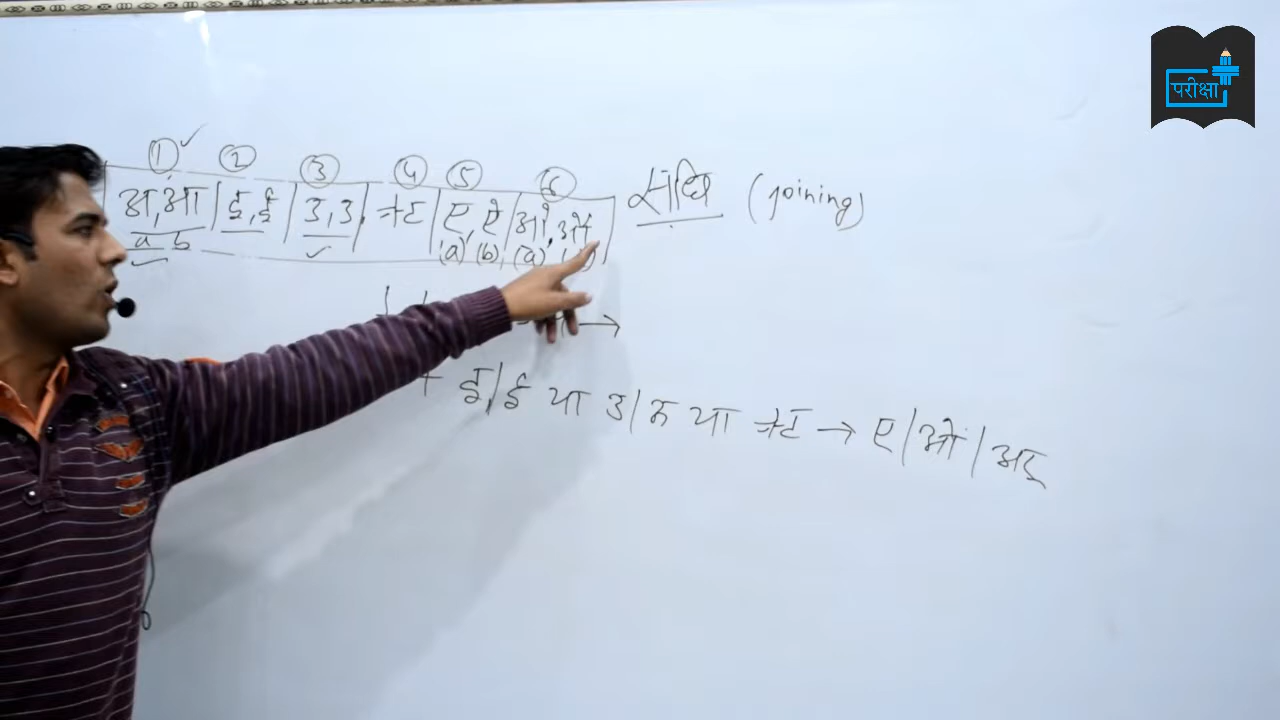 परीक्षा
① ② ③ ④ ⑤ ⑥
अ, आ | इ, ई | उ, उ | ऋ | ए, ऐ | ओ, औ संधि (joining)
a b (a) (b) (a)
+ इ/ई या उ/ऊ या ऋ → ए/ओ/अर्